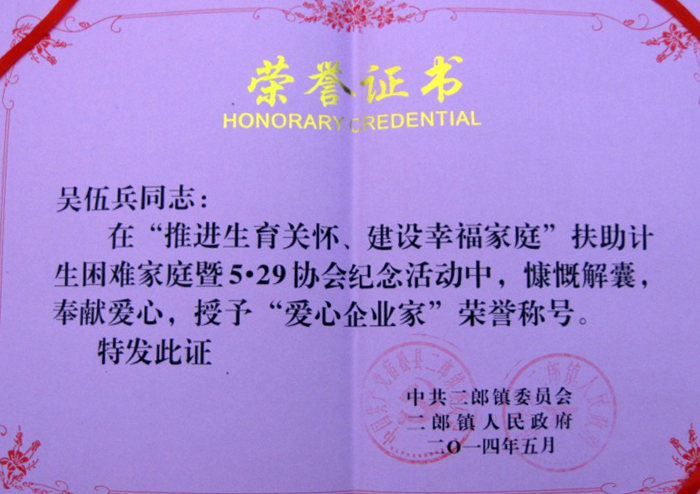 荣誉证书
HONORARY CREDENTIAL
吴伍兵同志：
在“推进生育关怀、建设幸福家庭”扶助计
生困难家庭暨5·29协会纪念活动中，慷慨解囊，
奉献爱心，授予“爱心企业家”荣誉称号。
特发此证
中共二郎镇委员会
二郎镇人民政府
二〇一四年五月